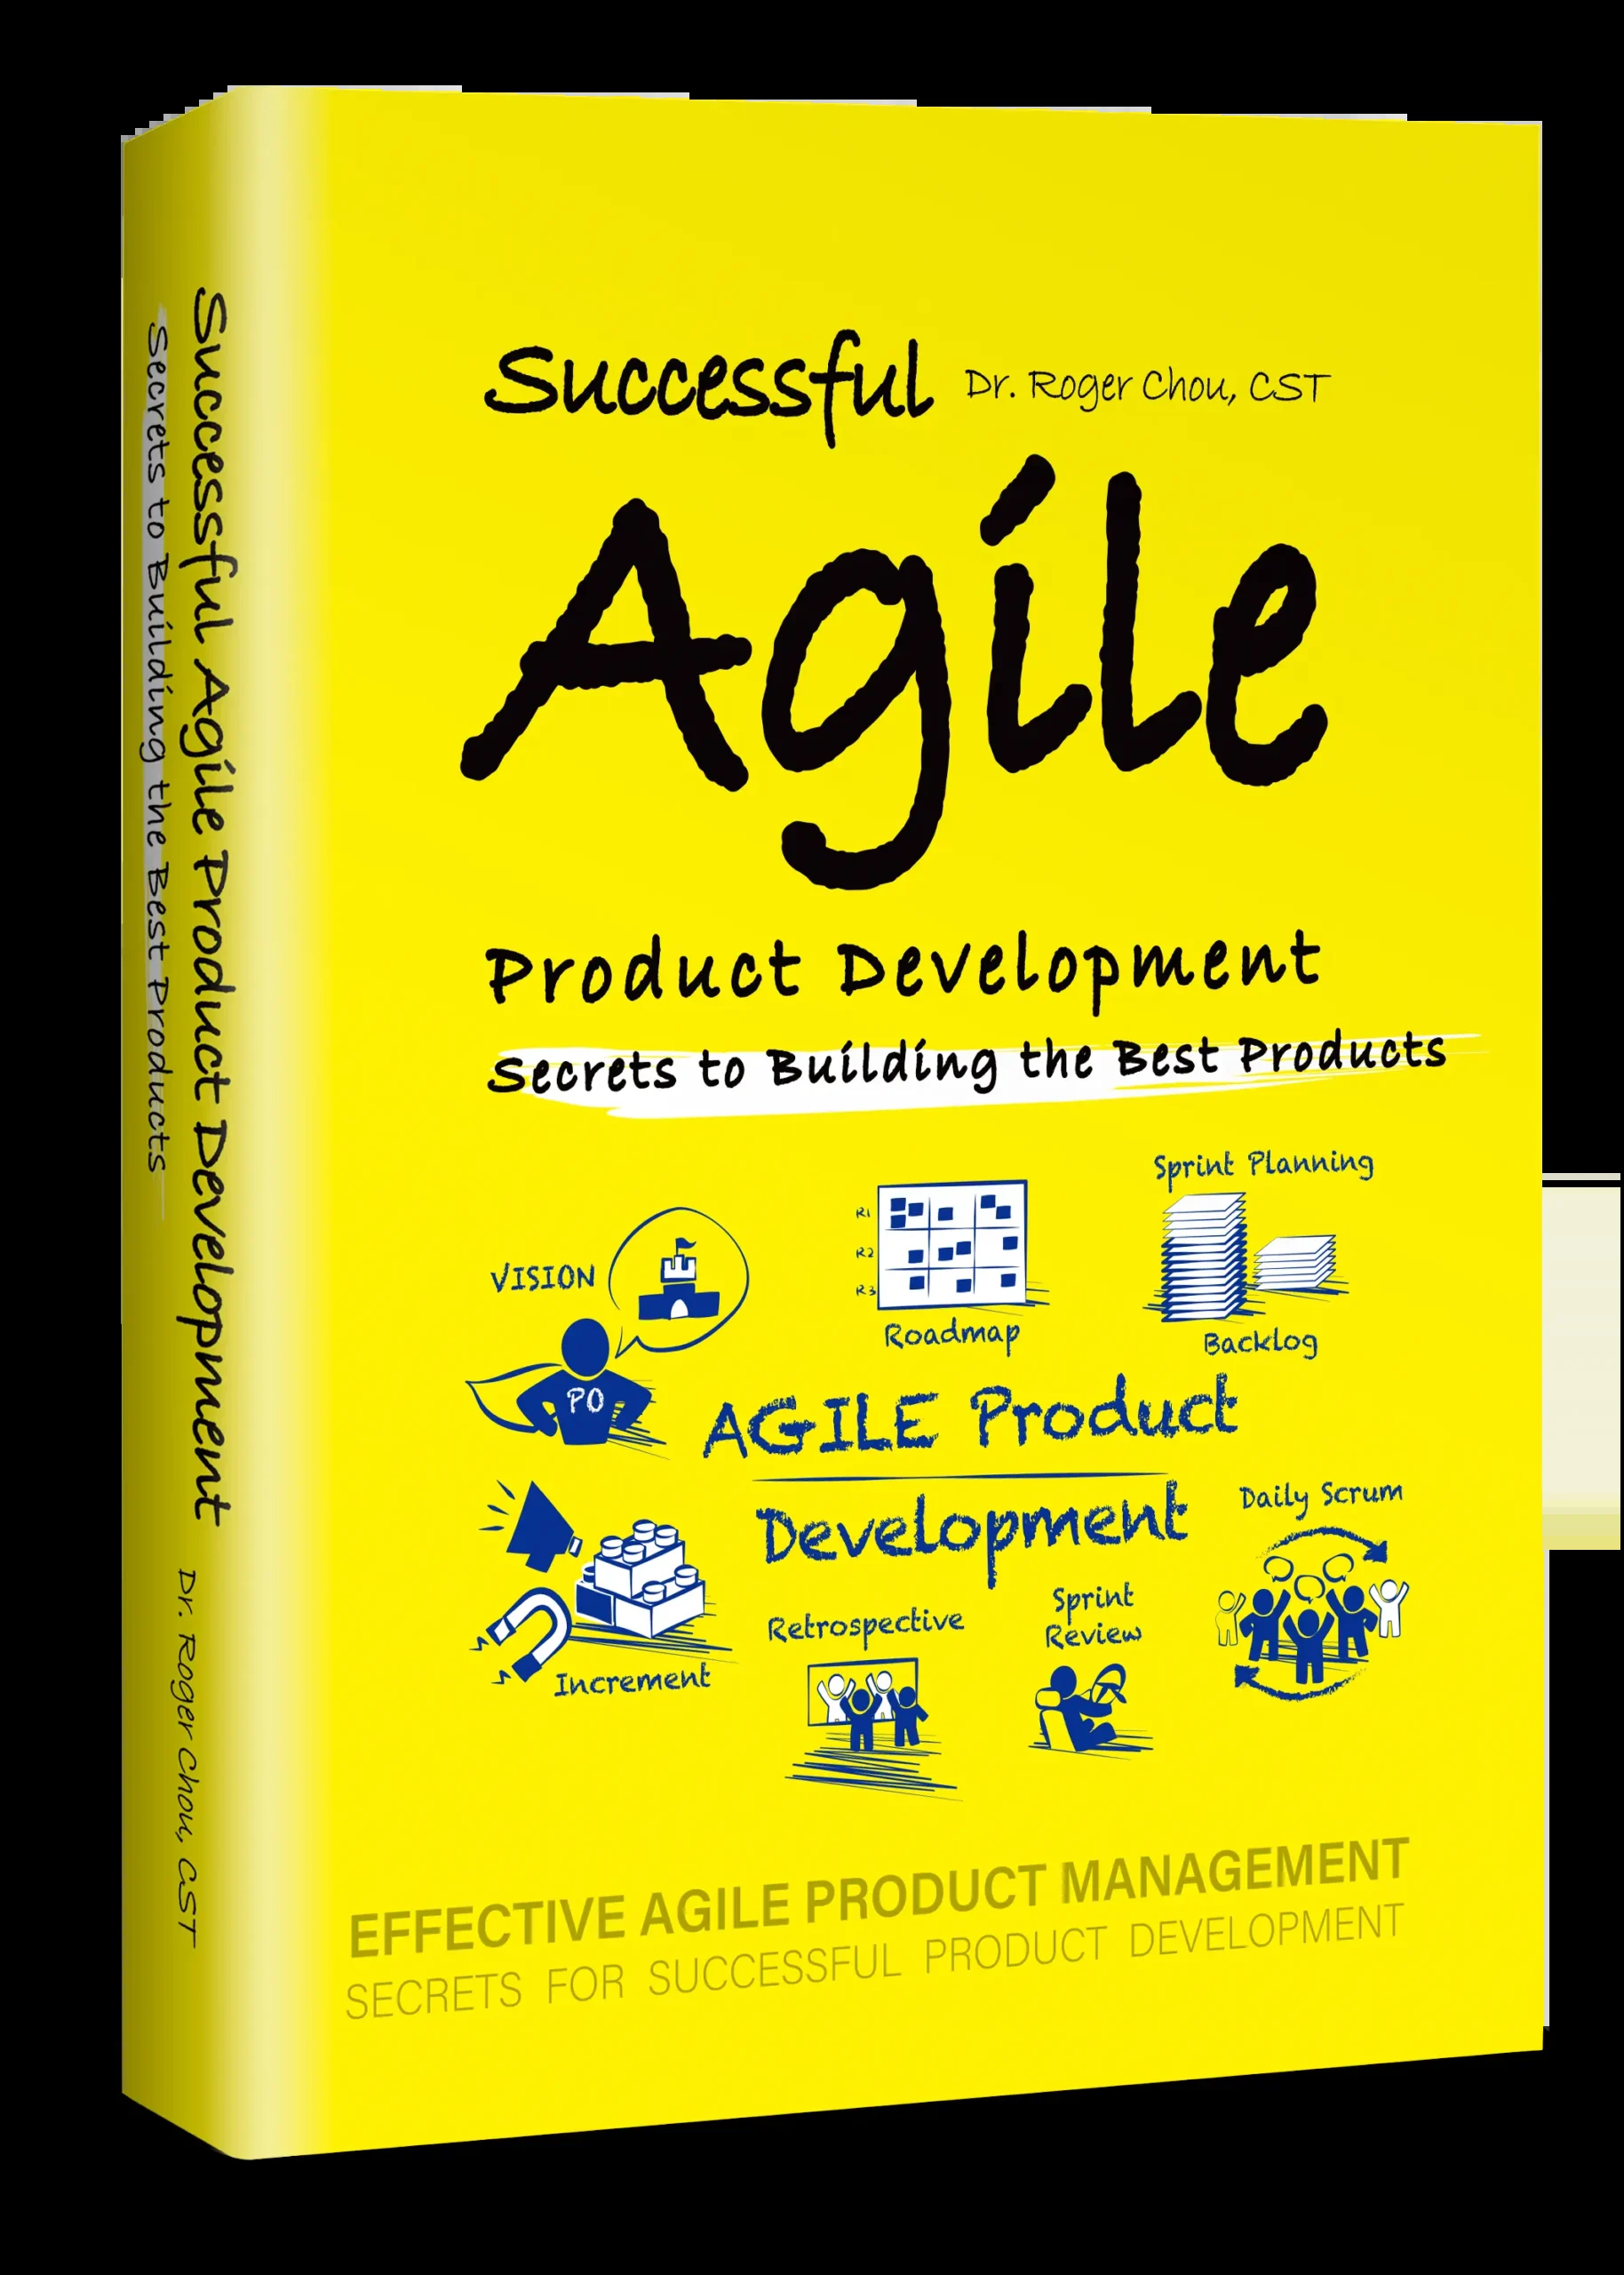 Successful Agile Product Development Dr. Roger Chou, CST
Secrets to Building the Best Products
Successful Dr. Roger Chou, CST
Agile
Product Development
Secrets to Building the Best Products
Sprint Planning
VISION
R1
R2
R3
Roadmap
Backlog
PO
AGILE Product
Development
Daily Scrum
Increment
Retrospective
Sprint
Review
EFFECTIVE AGILE PRODUCT MANAGEMENT
SECRETS FOR SUCCESSFUL PRODUCT DEVELOPMENT